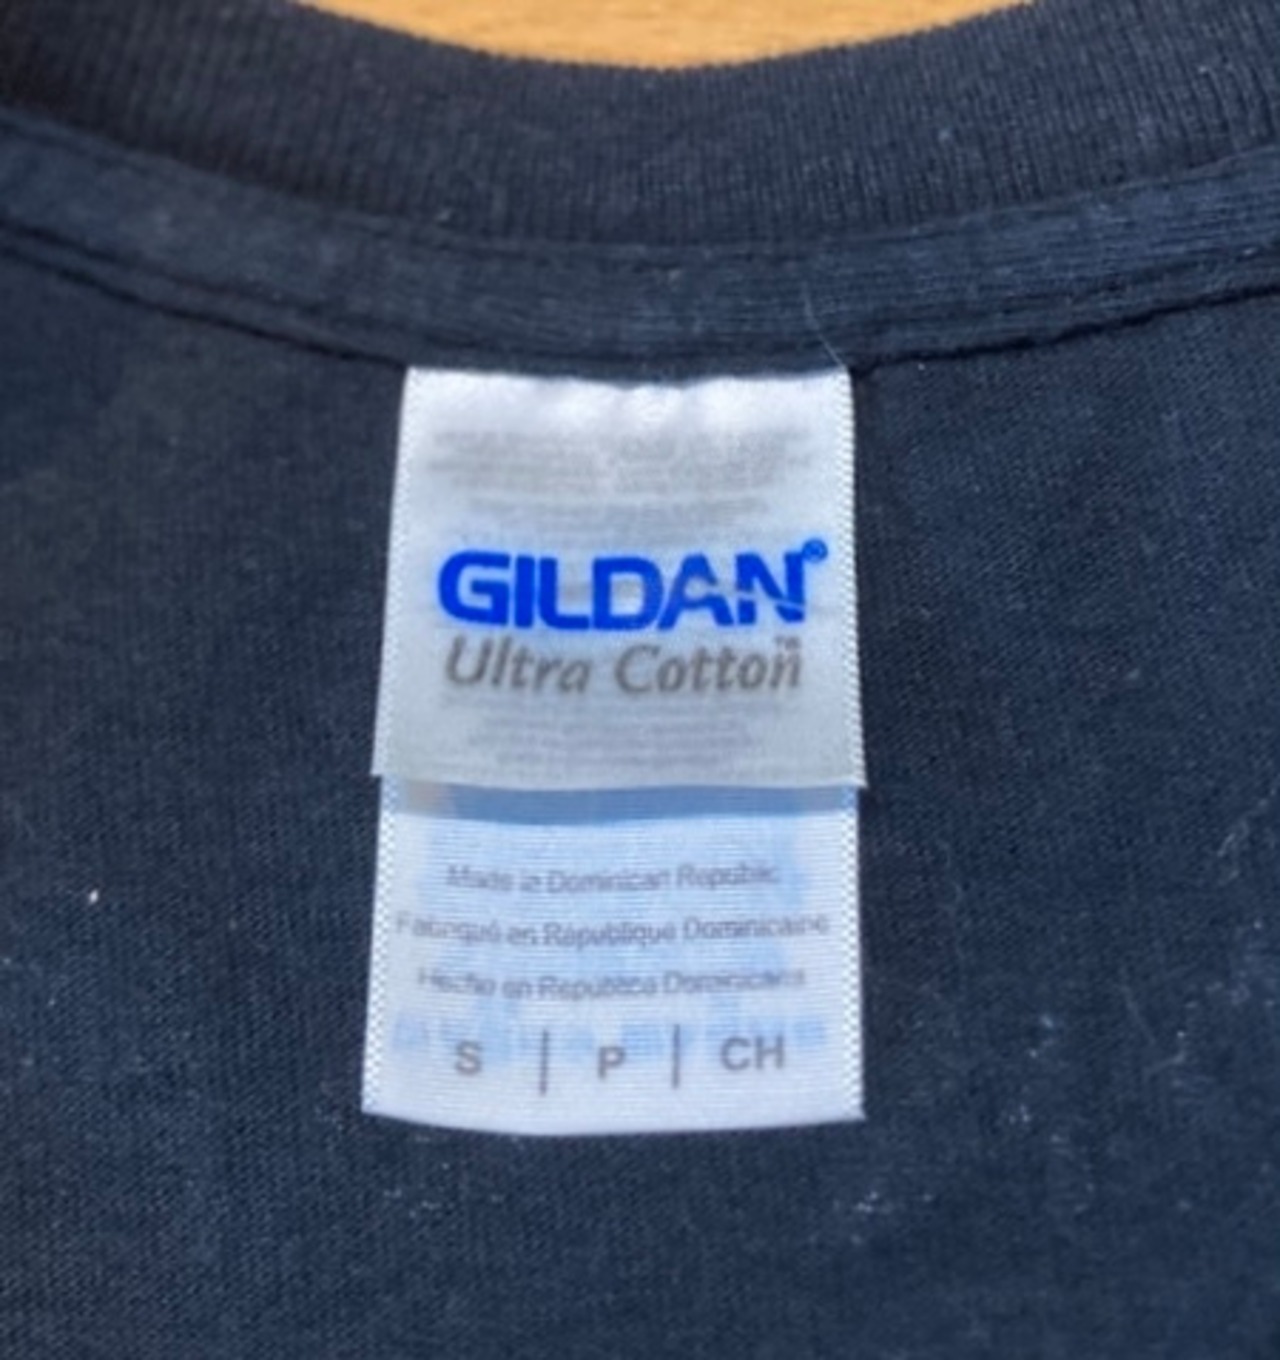 GILDAN®
Ultra Cotton™
Made in Dominican Republic
Fabriqué en République Dominicaine
Hecho en República Dominicana
S | P | CH